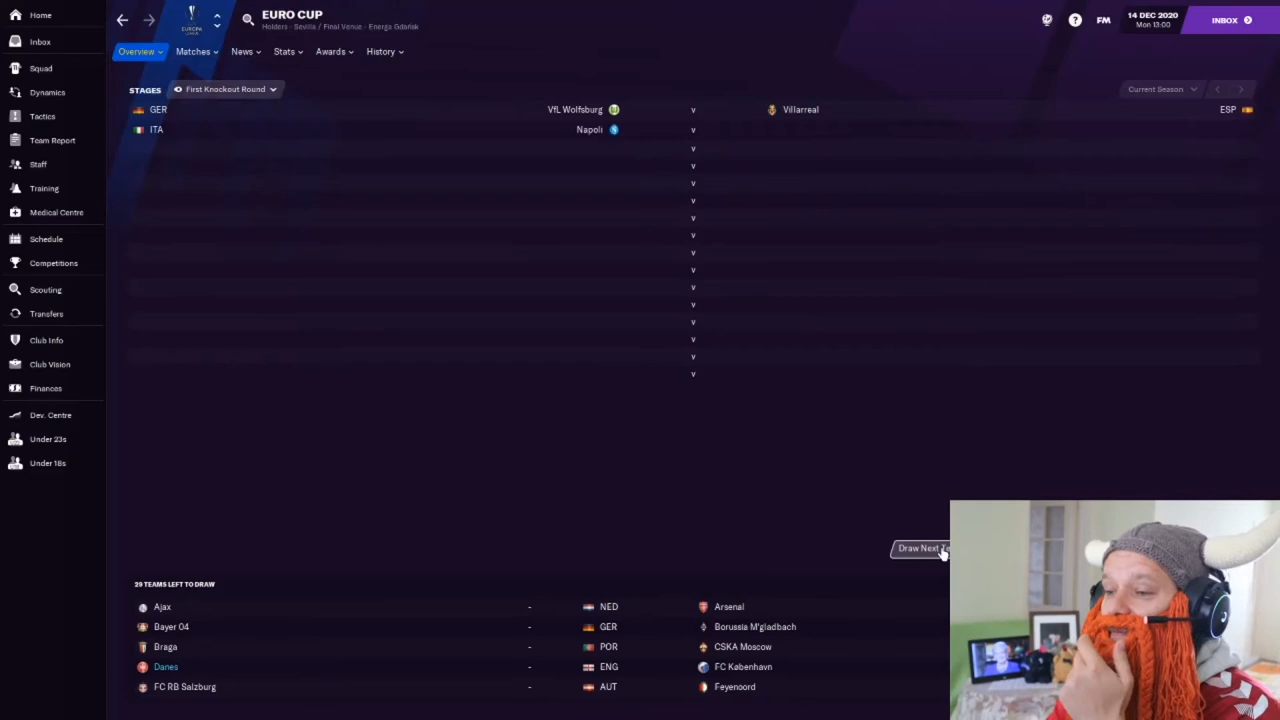 Home
Inbox
Squad
Dynamics
Tactics
Team Report
Staff
Training
Medical Centre
Schedule
Competitions
Scouting
Transfers
Club Info
Club Vision
Finances
Dev. Centre
Under 23s
Under 18s
EUROPA
LEAGUE
EURO CUP
Holders - Sevilla / Final Venue - Energa Gdańsk
FM
14 DEC 2020
Mon 13:00
INBOX
Overview Matches News Stats Awards History
STAGES First Knockout Round Current Season
GER VfL Wolfsburg v Villarreal ESP
ITA Napoli v
v
v
v
v
v
v
v
v
v
v
v
v
v
v
Draw Next Te
29 TEAMS LEFT TO DRAW
Ajax - NED Arsenal
Bayer 04 - GER Borussia M'gladbach
Braga - POR CSKA Moscow
Danes - ENG FC København
FC RB Salzburg - AUT Feyenoord